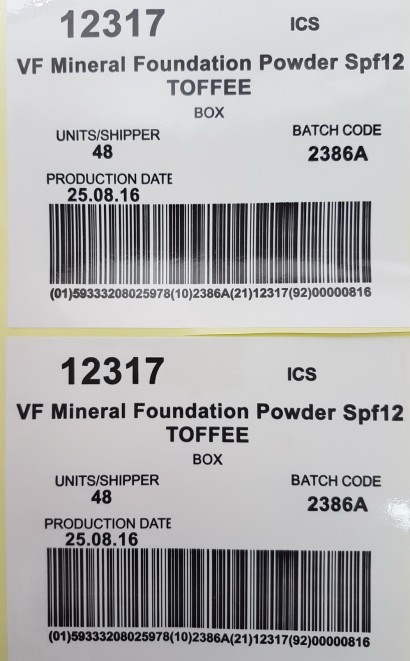 12317 ICS
VF Mineral Foundation Powder Spf12
TOFFEE
BOX
UNITS/SHIPPER BATCH CODE
48 2386A
PRODUCTION DATE
25.08.16
(01)59333208025978(10)2386A(21)12317(92)00000816
12317 ICS
VF Mineral Foundation Powder Spf12
TOFFEE
BOX
UNITS/SHIPPER BATCH CODE
48 2386A
PRODUCTION DATE
25.08.16
(01)59333208025978(10)2386A(21)12317(92)00000816